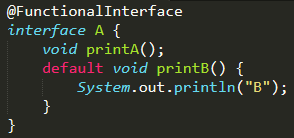 @FunctionalInterface
interface A {
    void printA();
    default void printB() {
        System.out.println("B");
    }
}